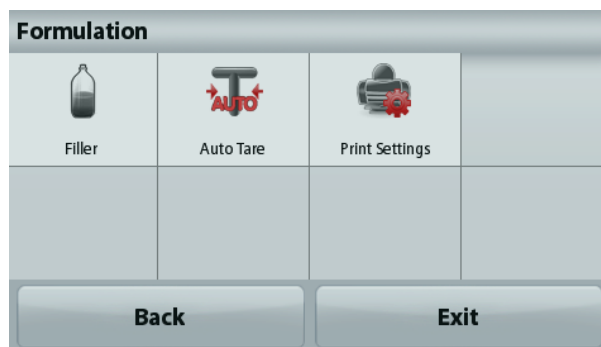 Formulation
AUTO
Filler
Auto Tare
Print Settings
Back
Exit